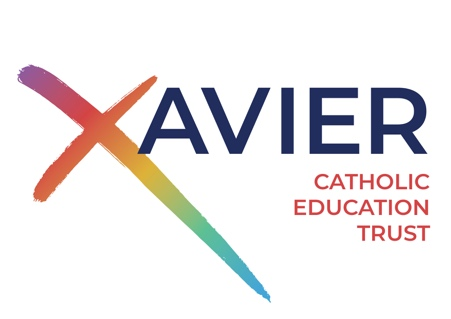 XAVIER
CATHOLIC
EDUCATION
TRUST